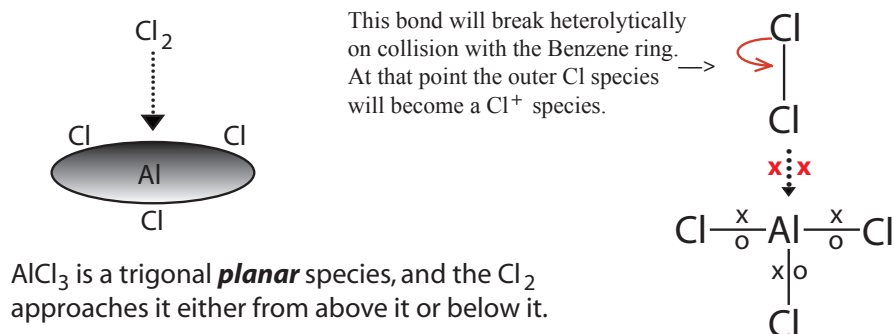 Cl2
Cl Cl
Al
Cl
AlCl3 is a trigonal planar species, and the Cl2
approaches it either from above it or below it.
This bond will break heterolytically
on collision with the Benzene ring.
At that point the outer Cl species —>
will become a Cl+ species.
Cl
Cl
x x
x x
Cl Al Cl
o o
x o
Cl